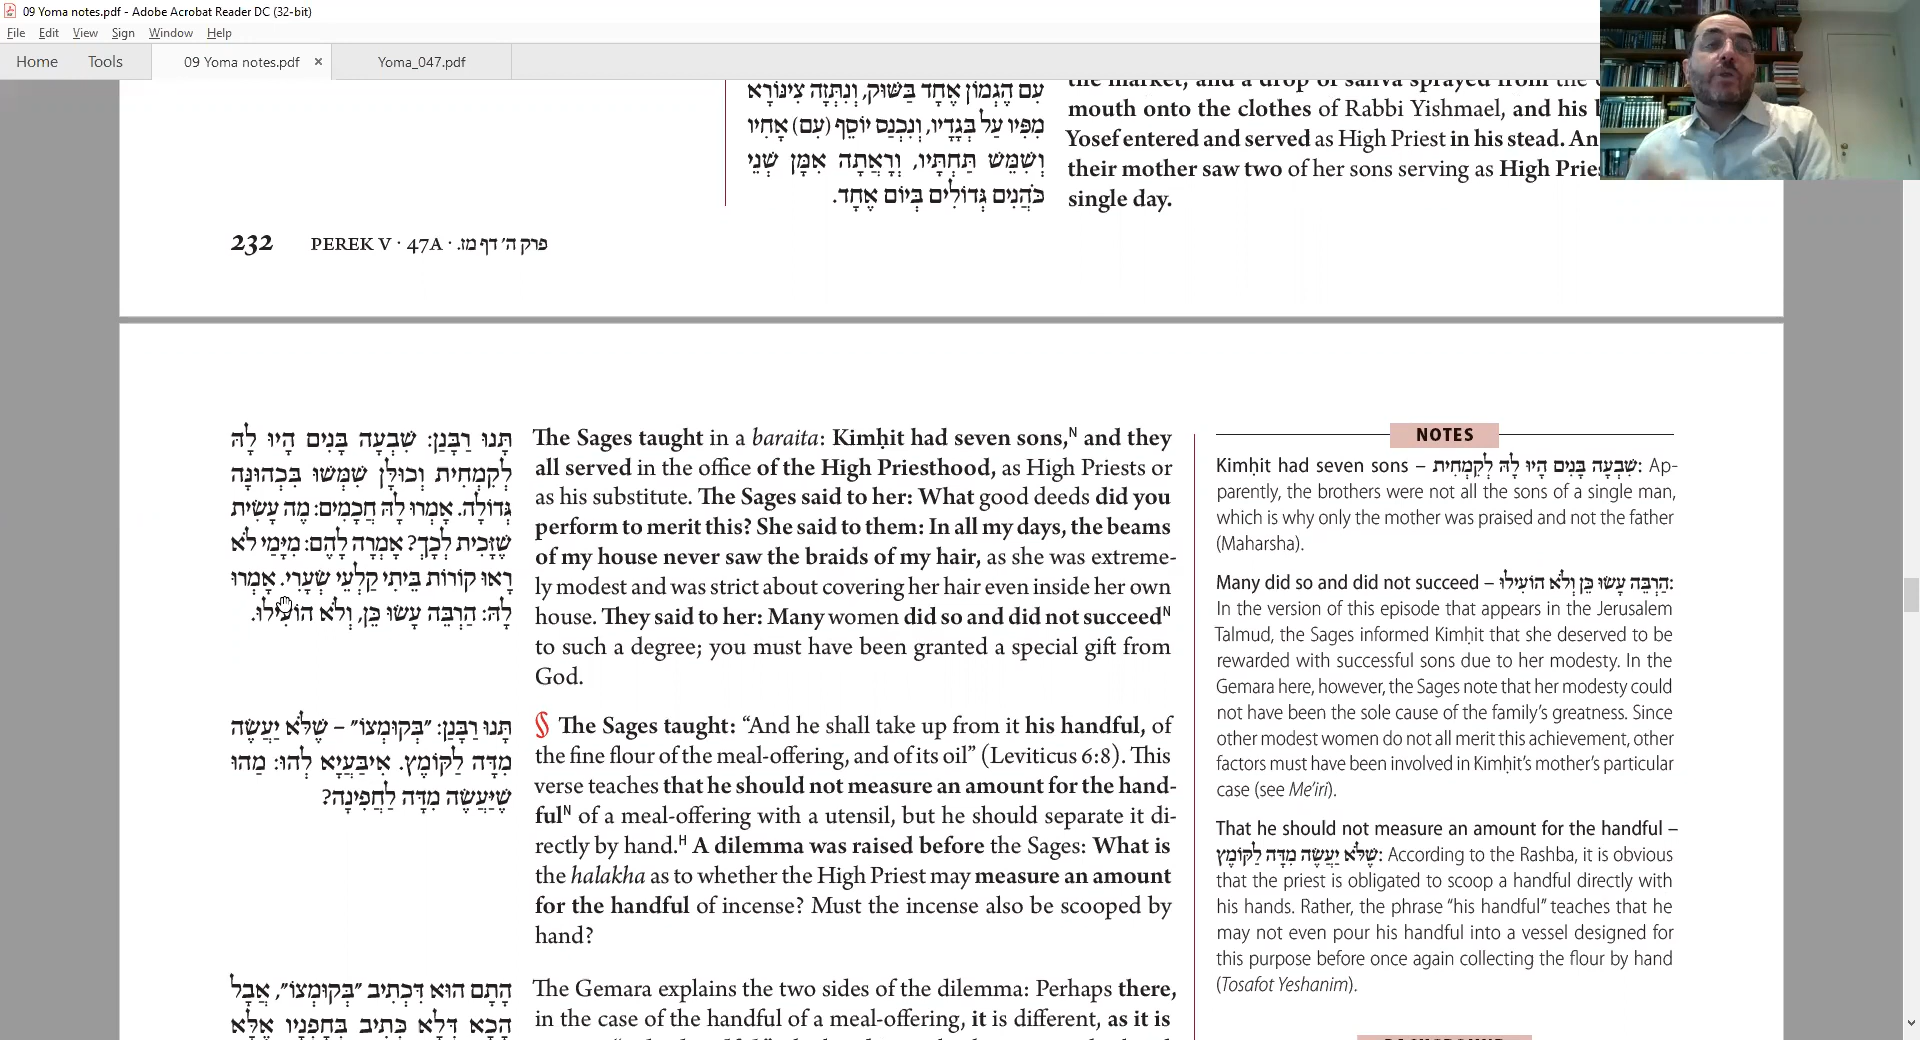 09 Yoma notes.pdf - Adobe Acrobat Reader DC (32-bit)
File Edit View Sign Window Help
Home Tools 09 Yoma notes.pdf × Yoma_047.pdf
עִם הֶגְמוֹן אֶחָד בַּשּׁוּק, וְנִתְּזָה צִינּוֹרָא
מִפִּיו עַל בְּגָדָיו, וְנִכְנַס יוֹסֵף (עִם) אָחִיו
וְשִׁמֵּשׁ תַּחְתָּיו, וְרָאֲתָה אִמָּן שְׁנֵי
כֹּהֲנִים גְּדוֹלִים בְּיוֹם אֶחָד.
the market, and a drop of saliva sprayed from the
mouth onto the clothes of Rabbi Yishmael, and his
Yosef entered and served as High Priest in his stead. An
their mother saw two of her sons serving as High Prie
single day.
232 PEREK V · 47A · פרק ה׳ דף מז.
תָּנוּ רַבָּנַן: שִׁבְעָה בָּנִים הָיוּ לָהּ
לְקִמְחִית וְכוּלָּן שִׁמְּשׁוּ בִּכְהוּנָּה
גְּדוֹלָה. אָמְרוּ לָהּ חֲכָמִים: מֶה עָשִׂית
שֶׁזָּכִית לְכָךְ? אָמְרָה לָהֶם: מִיָּמַי לֹא
רָאוּ קוֹרוֹת בֵּיתִי קַלְעֵי שְׂעָרִי. אָמְרוּ
לָהּ: הַרְבֵּה עָשׂוּ כֵּן, וְלֹא הוֹעִילוּ.
The Sages taught in a baraita: Kimḥit had seven sons,ᴺ and they
all served in the office of the High Priesthood, as High Priests or
as his substitute. The Sages said to her: What good deeds did you
perform to merit this? She said to them: In all my days, the beams
of my house never saw the braids of my hair, as she was extreme-
ly modest and was strict about covering her hair even inside her own
house. They said to her: Many women did so and did not succeedᴺ
to such a degree; you must have been granted a special gift from
God.
תָּנוּ רַבָּנַן: "בְּקוּמְצוֹ" – שֶׁלֹּא יַעֲשֶׂה
מִדָּה לַקּוֹמֶץ. אִיבַּעֲיָא לְהוּ: מַהוּ
שֶׁיַּעֲשֶׂה מִדָּה לַחֲפִינָה?
§ The Sages taught: “And he shall take up from it his handful, of
the fine flour of the meal-offering, and of its oil” (Leviticus 6:8). This
verse teaches that he should not measure an amount for the hand-
fulᴺ of a meal-offering with a utensil, but he should separate it di-
rectly by hand.ᴴ A dilemma was raised before the Sages: What is
the halakha as to whether the High Priest may measure an amount
for the handful of incense? Must the incense also be scooped by
hand?
הָתָם הוּא דִּכְתִיב "בְּקוּמְצוֹ", אֲבָל
הָכָא דְּלָא כְּתִיב בְּחָפְנָיו אֶלָּא
The Gemara explains the two sides of the dilemma: Perhaps there,
in the case of the handful of a meal-offering, it is different, as it is
NOTES
Kimḥit had seven sons – שִׁבְעָה בָּנִים הָיוּ לָהּ לְקִמְחִית: Ap-
parently, the brothers were not all the sons of a single man,
which is why only the mother was praised and not the father
(Maharsha).
Many did so and did not succeed – הַרְבֵּה עָשׂוּ כֵּן וְלֹא הוֹעִילוּ:
In the version of this episode that appears in the Jerusalem
Talmud, the Sages informed Kimḥit that she deserved to be
rewarded with successful sons due to her modesty. In the
Gemara here, however, the Sages note that her modesty could
not have been the sole cause of the family’s greatness. Since
other modest women do not all merit this achievement, other
factors must have been involved in Kimḥit’s mother’s particular
case (see Me’iri).
That he should not measure an amount for the handful –
שֶׁלֹּא יַעֲשֶׂה מִדָּה לַקּוֹמֶץ: According to the Rashba, it is obvious
that the priest is obligated to scoop a handful directly with
his hands. Rather, the phrase “his handful” teaches that he
may not even pour his handful into a vessel designed for
this purpose before once again collecting the flour by hand
(Tosafot Yeshanim).